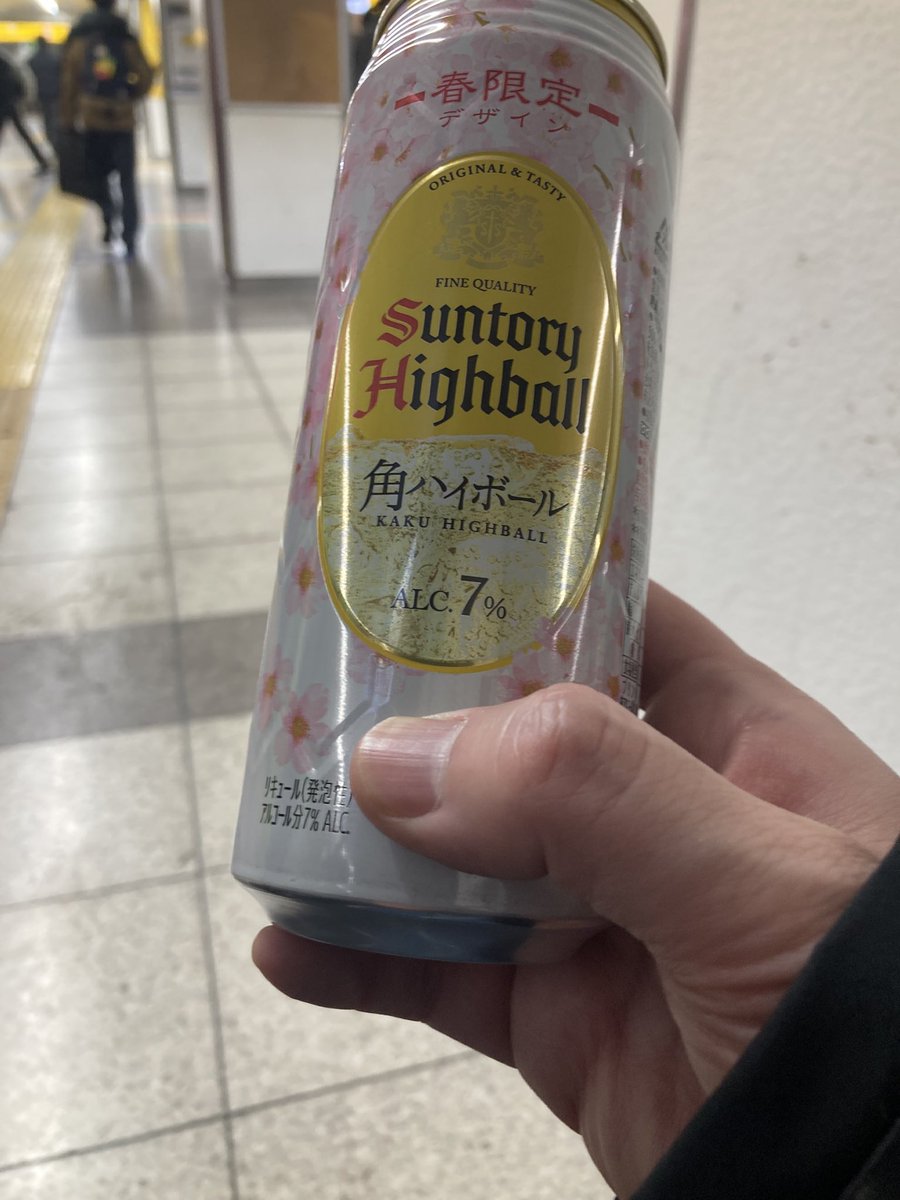 春限定
デザイン
ORIGINAL & TASTY
FINE QUALITY
Suntory
Highball
角ハイボール
KAKU HIGHBALL
ALC. 7%
リキュール(発泡性)
アルコール分7% ALC.